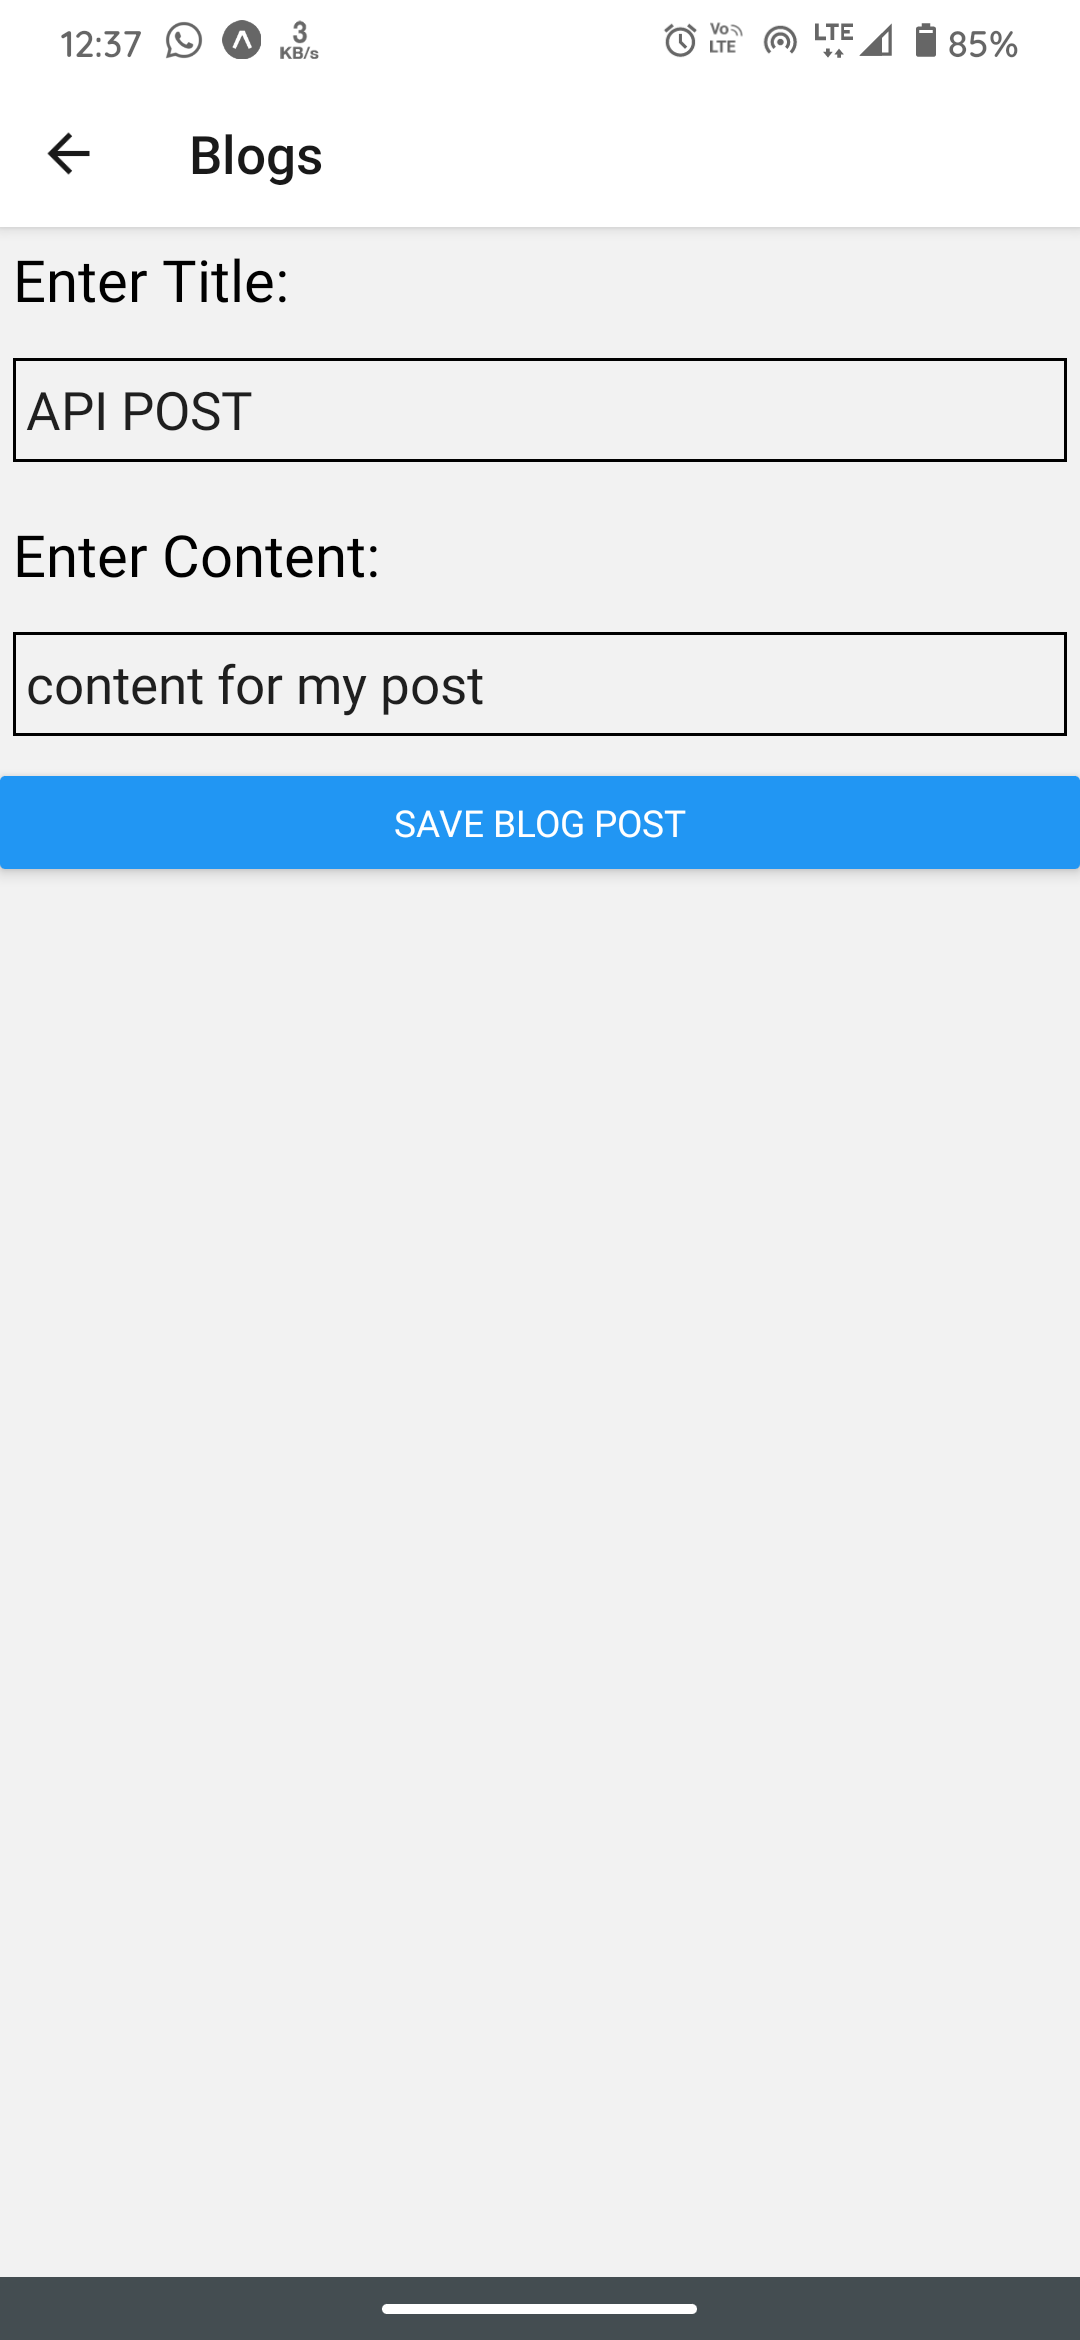 12:37 3 KB/s Vo LTE LTE 85%
Blogs
Enter Title:
API POST
Enter Content:
content for my post
SAVE BLOG POST